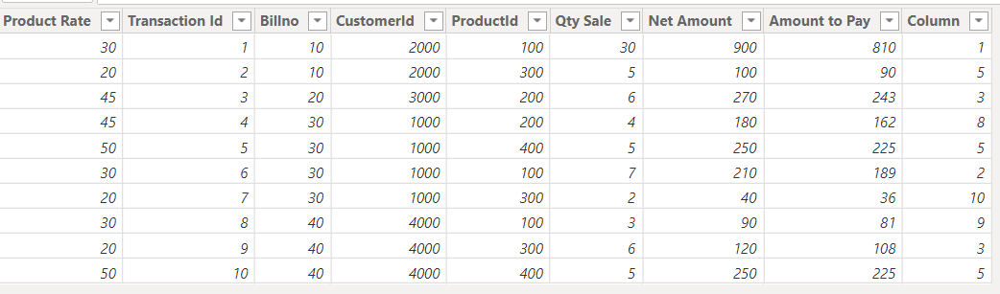 Product Rate Transaction Id Billno CustomerId ProductId Qty Sale Net Amount Amount to Pay Column
30 1 10 2000 100 30 900 810 1
20 2 10 2000 300 5 100 90 5
45 3 20 3000 200 6 270 243 3
45 4 30 1000 200 4 180 162 8
50 5 30 1000 400 5 250 225 5
30 6 30 1000 100 7 210 189 2
20 7 30 1000 300 2 40 36 10
30 8 40 4000 100 3 90 81 9
20 9 40 4000 300 6 120 108 3
50 10 40 4000 400 5 250 225 5